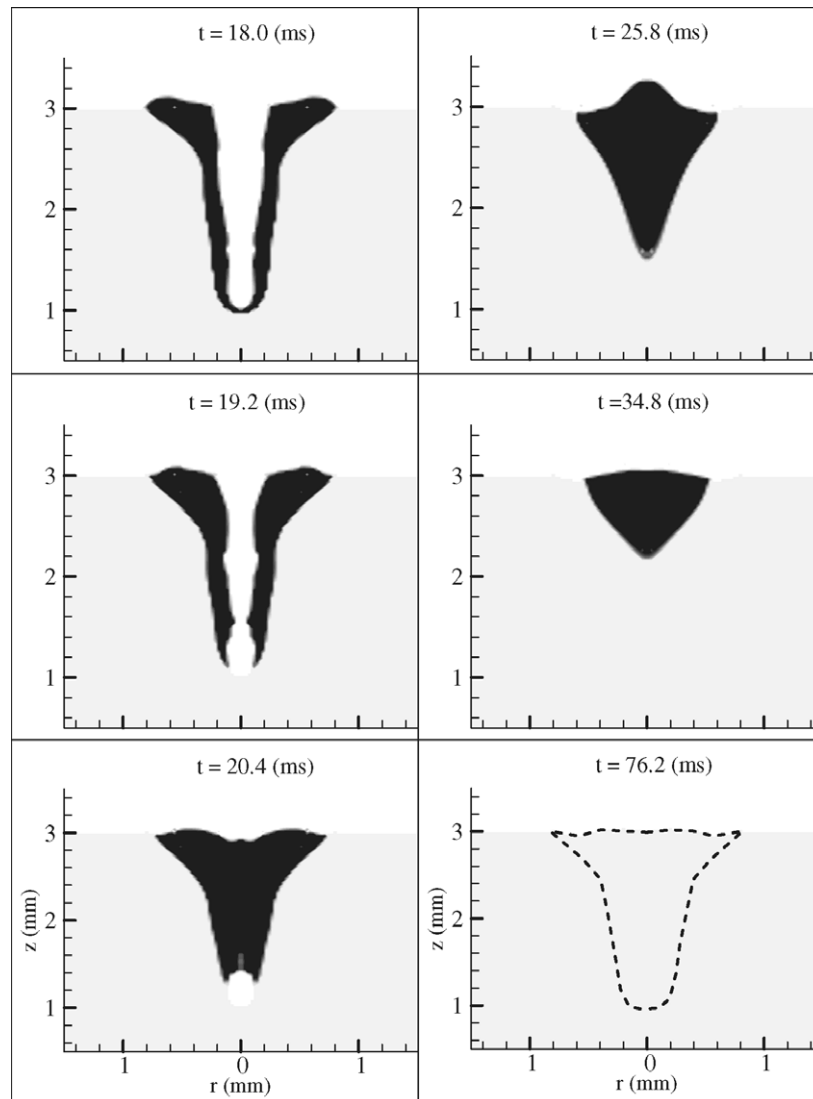 t = 18.0 (ms)
3
2
1
t = 25.8 (ms)
3
2
1
t = 19.2 (ms)
3
2
1
t =34.8 (ms)
3
2
1
t = 20.4 (ms)
3
2
1
z (mm)
1 0 1
r (mm)
t = 76.2 (ms)
3
2
1
z (mm)
1 0 1
r (mm)